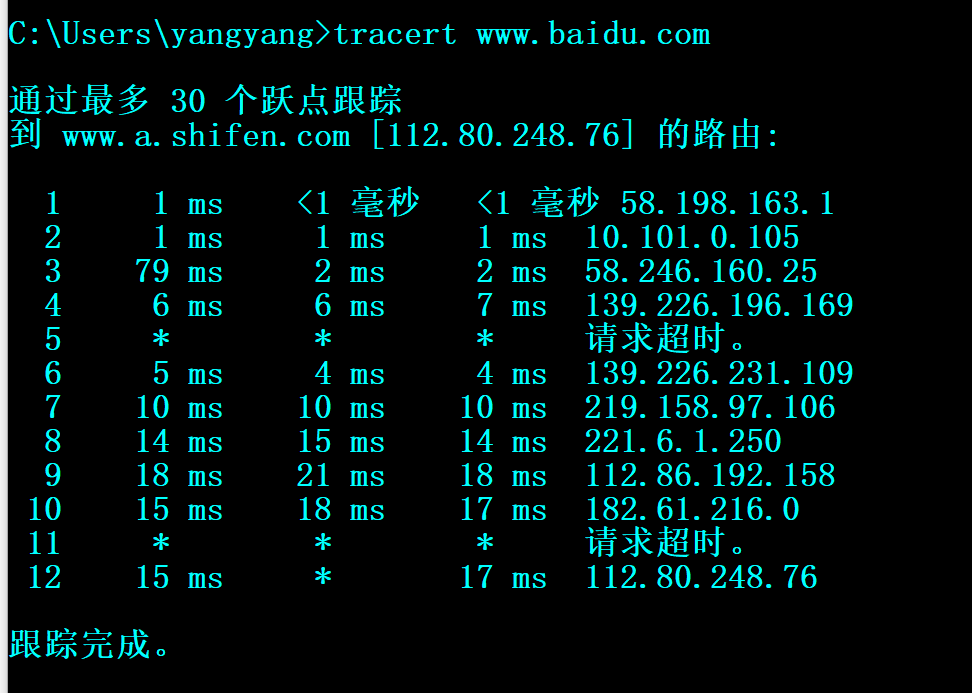 C:\Users\yangyang>tracert www.baidu.com
通过最多 30 个跃点跟踪
到 www.a.shifen.com [112.80.248.76] 的路由:
1 1 ms <1 毫秒 <1 毫秒 58.198.163.1
2 1 ms 1 ms 1 ms 10.101.0.105
3 79 ms 2 ms 2 ms 58.246.160.25
4 6 ms 6 ms 7 ms 139.226.196.169
5 * * * 请求超时。
6 5 ms 4 ms 4 ms 139.226.231.109
7 10 ms 10 ms 10 ms 219.158.97.106
8 14 ms 15 ms 14 ms 221.6.1.250
9 18 ms 21 ms 18 ms 112.86.192.158
10 15 ms 18 ms 17 ms 182.61.216.0
11 * * * 请求超时。
12 15 ms * 17 ms 112.80.248.76
跟踪完成。